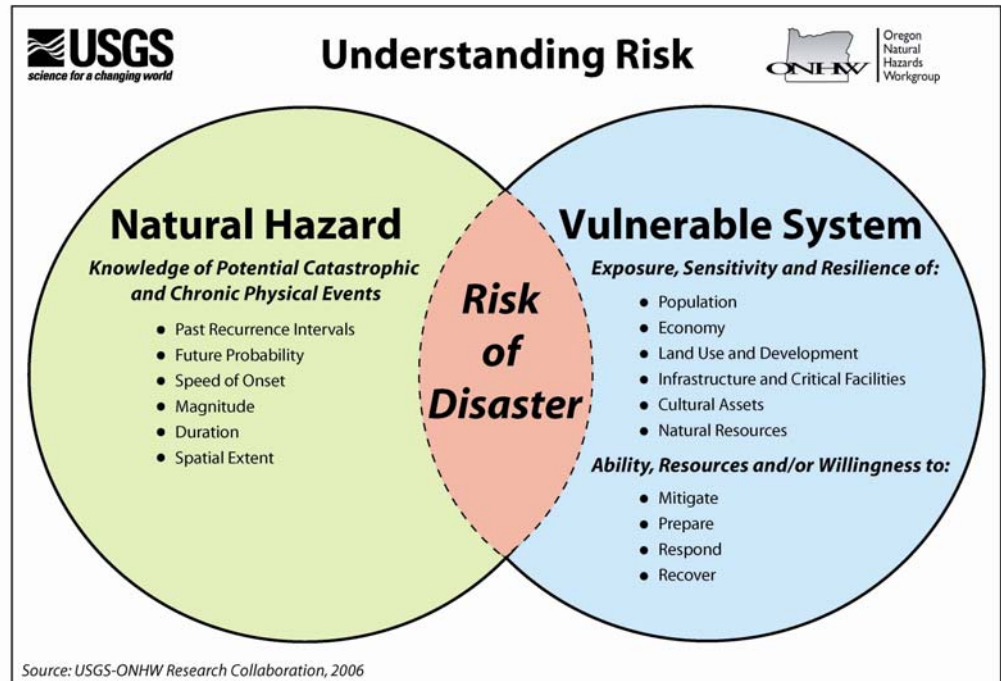 USGS
science for a changing world
Understanding Risk
ONHW
Oregon
Natural
Hazards
Workgroup
Natural Hazard
Knowledge of Potential Catastrophic
and Chronic Physical Events
● Past Recurrence Intervals
● Future Probability
● Speed of Onset
● Magnitude
● Duration
● Spatial Extent
Risk
of
Disaster
Vulnerable System
Exposure, Sensitivity and Resilience of:
● Population
● Economy
● Land Use and Development
● Infrastructure and Critical Facilities
● Cultural Assets
● Natural Resources
Ability, Resources and/or Willingness to:
● Mitigate
● Prepare
● Respond
● Recover
Source: USGS-ONHW Research Collaboration, 2006